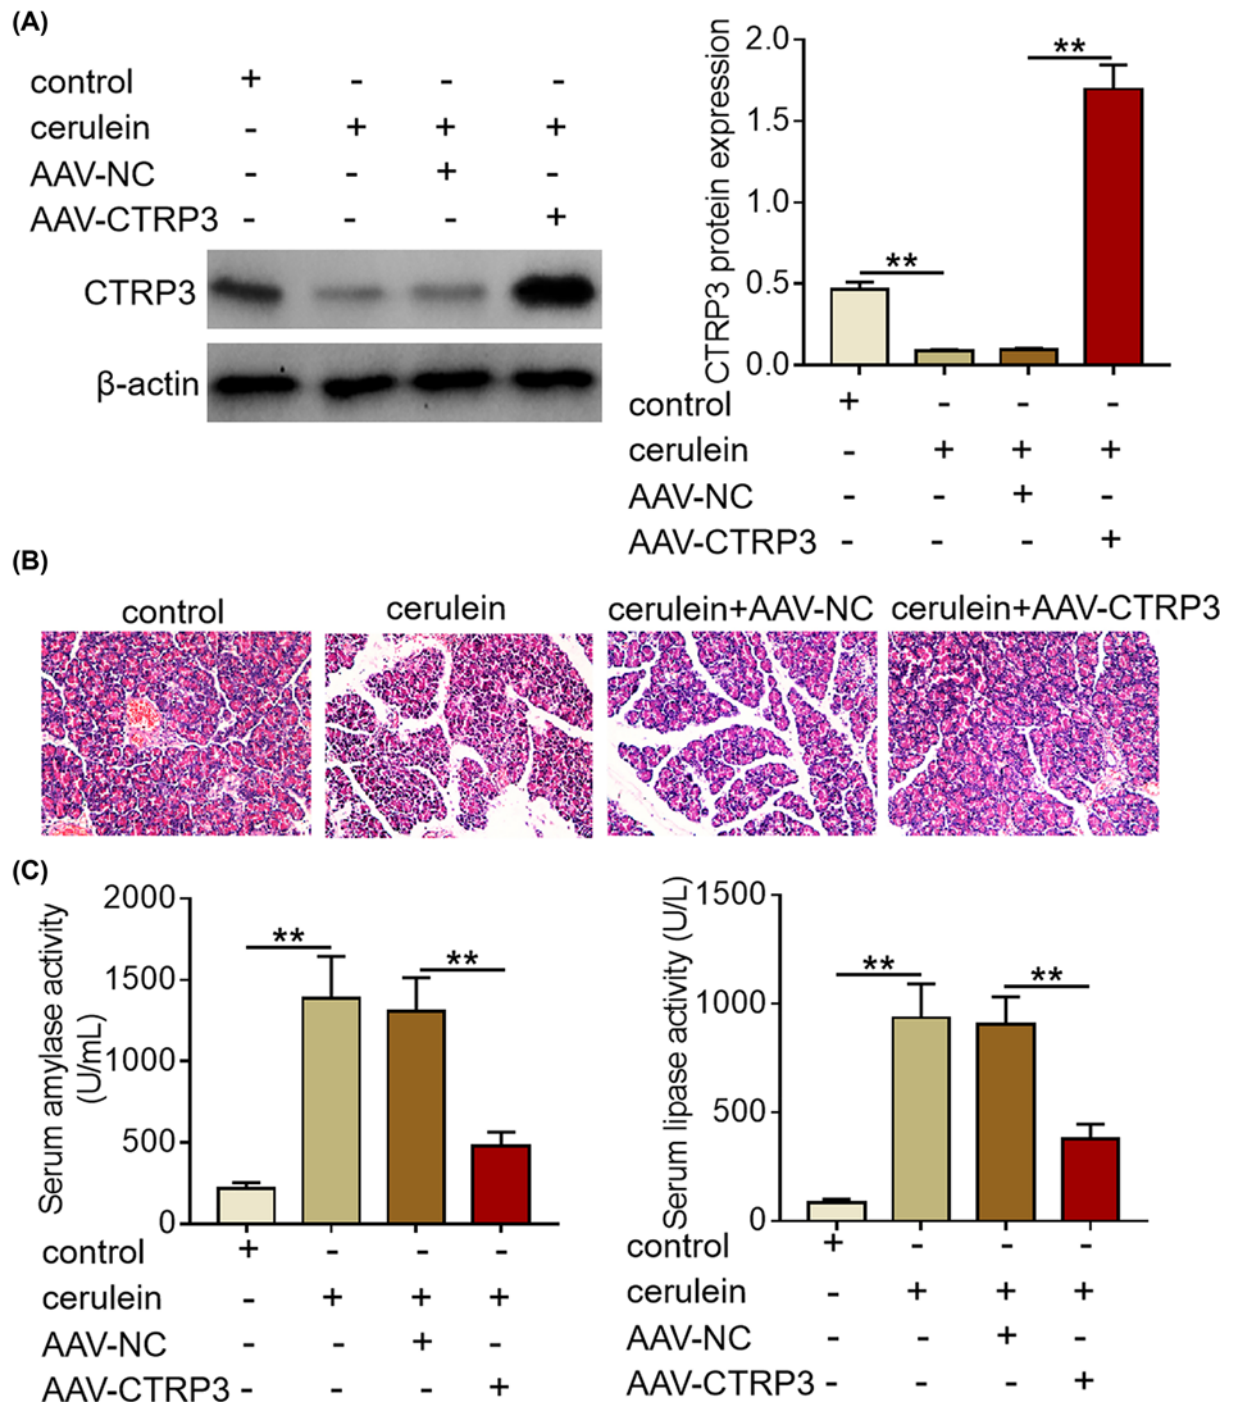 (A)
control + - - -
cerulein - + + +
AAV-NC - - + -
AAV-CTRP3 - - - +
CTRP3
β-actin
CTRP3 protein expression
2.0
1.5
1.0
0.5
0.0
**
**
control + - - -
cerulein - + + +
AAV-NC - - + -
AAV-CTRP3 - - - +
(B)
control
cerulein
cerulein+AAV-NC
cerulein+AAV-CTRP3
(C)
Serum amylase activity
(U/mL)
2000
1500
1000
500
0
**
**
control + - - -
cerulein - + + +
AAV-NC - - + -
AAV-CTRP3 - - - +
Serum lipase activity (U/L)
1500
1000
500
0
**
**
control + - - -
cerulein - + + +
AAV-NC - - + -
AAV-CTRP3 - - - +